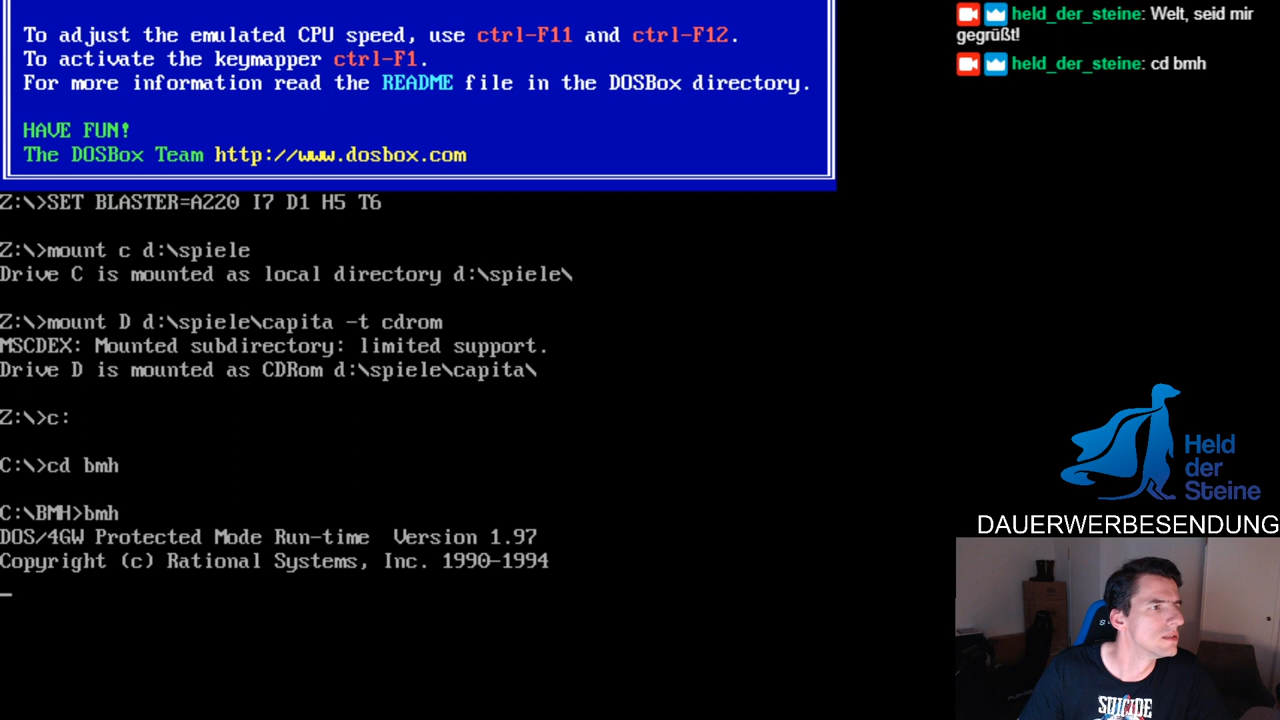 To adjust the emulated CPU speed, use ctrl-F11 and ctrl-F12.
To activate the keymapper ctrl-F1.
For more information read the README file in the DOSBox directory.
HAVE FUN!
The DOSBox Team http://www.dosbox.com
Z:\>SET BLASTER=A220 I7 D1 H5 T6
Z:\>mount c d:\spiele
Drive C is mounted as local directory d:\spiele\
Z:\>mount D d:\spiele\capita -t cdrom
MSCDEX: Mounted subdirectory: limited support.
Drive D is mounted as CDRom d:\spiele\capita\
Z:\>c:
C:\>cd bmh
C:\BMH>bmh
DOS/4GW Protected Mode Run-time  Version 1.97
Copyright (c) Rational Systems, Inc. 1990-1994
held_der_steine: Welt, seid mir
gegrüßt!
held_der_steine: cd bmh
Held
der
Steine
DAUERWERBESENDUNG
SUICIDE